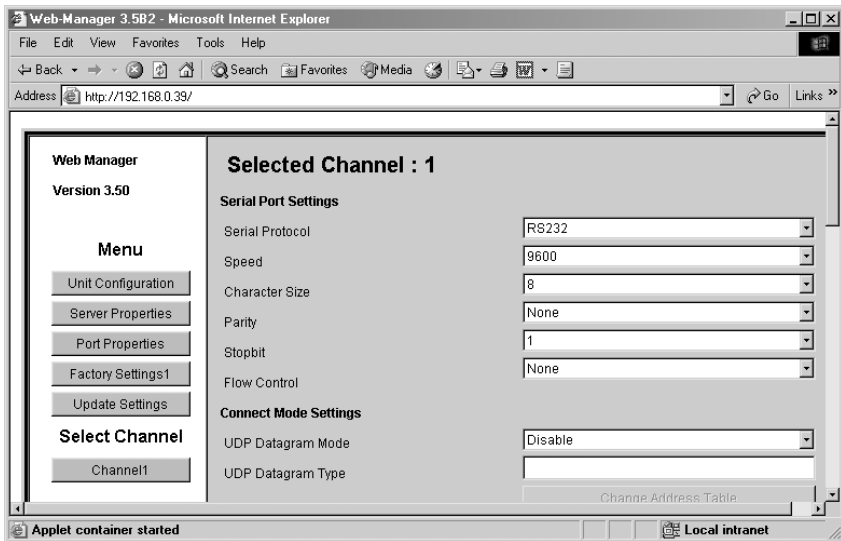 Web-Manager 3.5B2 - Microsoft Internet Explorer
File Edit View Favorites Tools Help
Back Search Favorites Media
Address http://192.168.0.39/ Go Links »
Web Manager
Version 3.50
Menu
Unit Configuration
Server Properties
Port Properties
Factory Settings1
Update Settings
Select Channel
Channel1
Selected Channel : 1
Serial Port Settings
Serial Protocol RS232
Speed 9600
Character Size 8
Parity None
Stopbit 1
Flow Control None
Connect Mode Settings
UDP Datagram Mode Disable
UDP Datagram Type
Change Address Table
Applet container started Local intranet